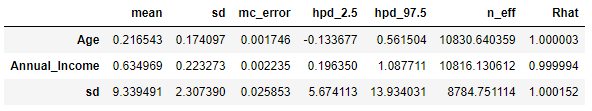 mean sd mc_error hpd_2.5 hpd_97.5 n_eff Rhat
Age 0.216543 0.174097 0.001746 -0.133677 0.561504 10830.640359 1.000003
Annual_Income 0.634969 0.223273 0.002235 0.196350 1.087711 10816.130612 0.999994
sd 9.339491 2.307390 0.025853 5.674113 13.934031 8784.751114 1.000152